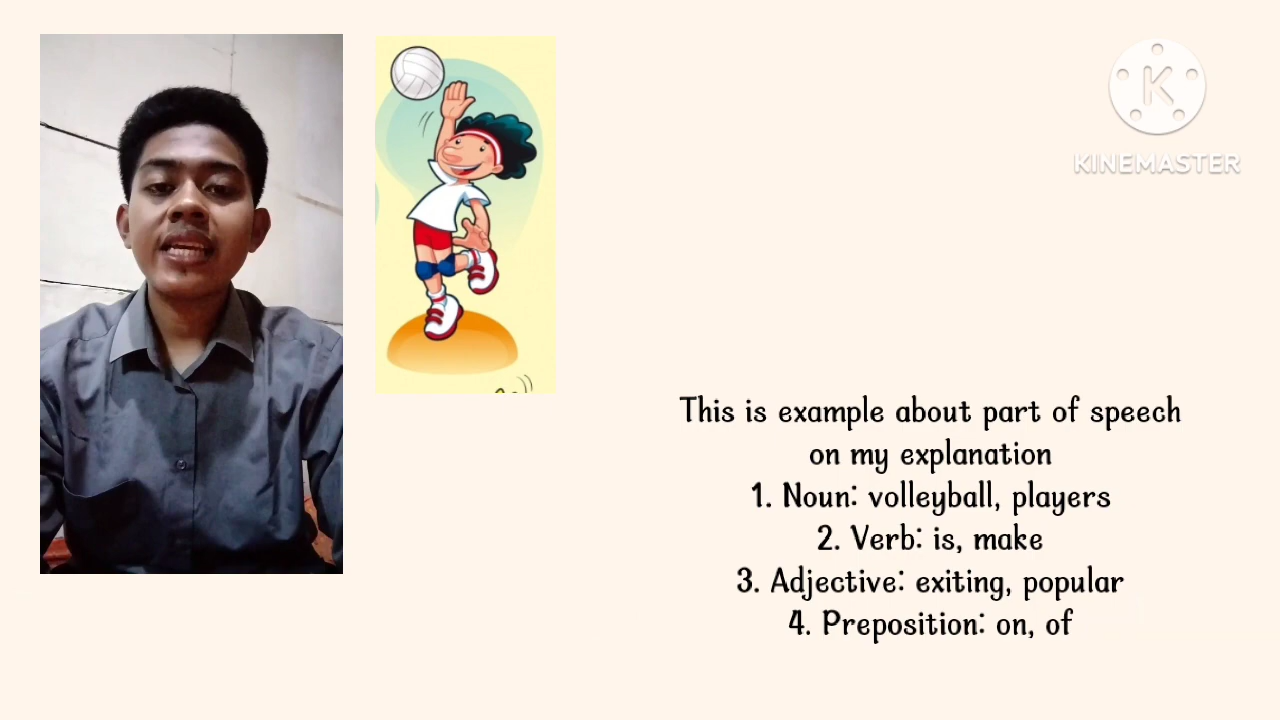 KINEMASTER
This is example about part of speech
on my explanation
1. Noun: volleyball, players
2. Verb: is, make
3. Adjective: exiting, popular
4. Preposition: on, of